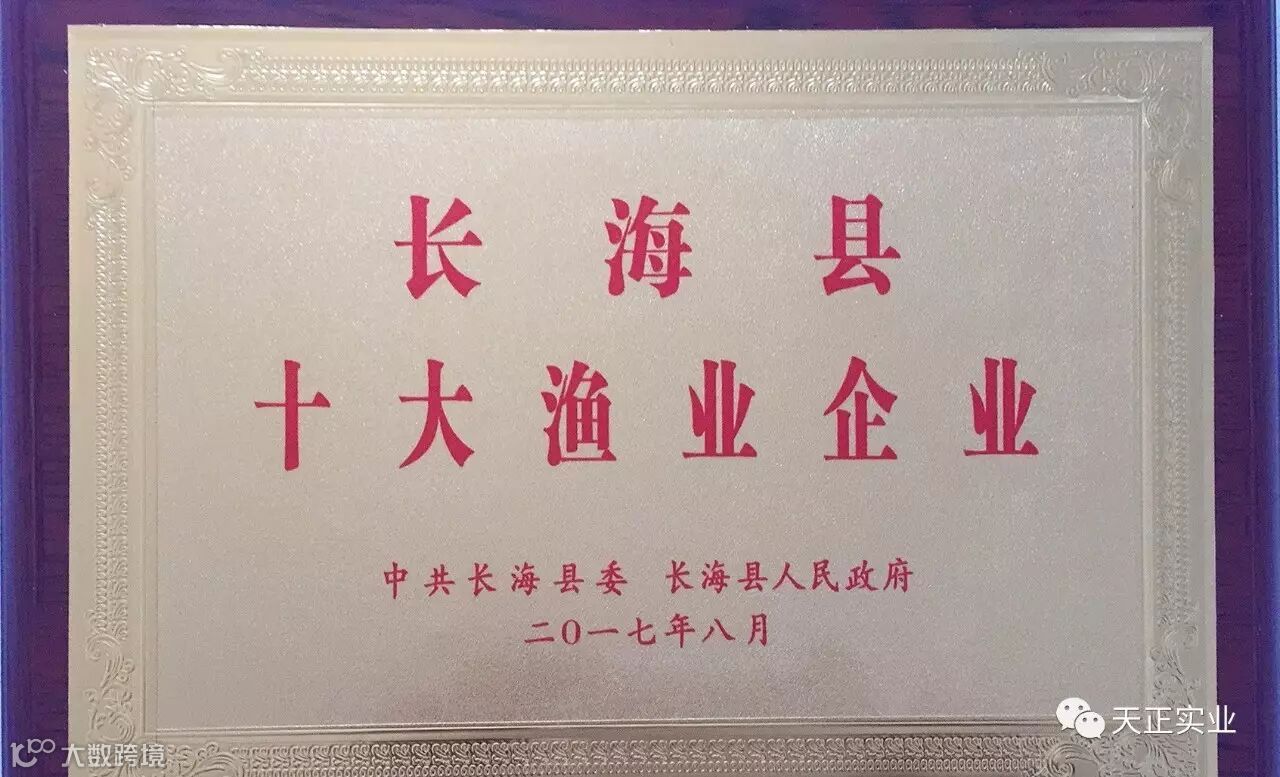 长海县
十大渔业企业
中共长海县委 长海县人民政府
二〇一七年八月
天正实业
10100 大数跨境